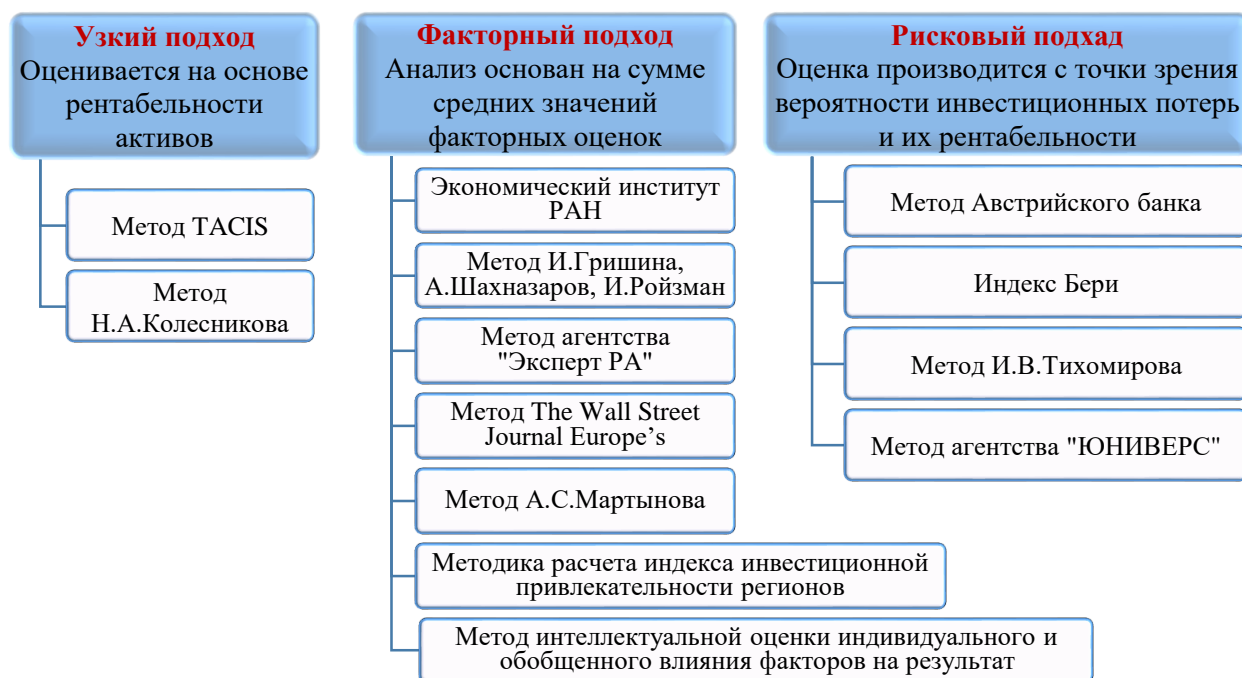 Узкий подход
Оценивается на основе
рентабельности
активов
Метод TACIS
Метод
Н.А.Колесникова
Факторный подход
Анализ основан на сумме
средних значений
факторных оценок
Экономический институт
РАН
Метод И.Гришина,
А.Шахназаров, И.Ройзман
Метод агентства
"Эксперт РА"
Метод The Wall Street
Journal Europe’s
Метод А.С.Мартынова
Методика расчета индекса инвестиционной
привлекательности регионов
Метод интеллектуальной оценки индивидуального и
обобщенного влияния факторов на результат
Рисковый подхад
Оценка производится с точки зрения
вероятности инвестиционных потерь
и их рентабельности
Метод Австрийского банка
Индекс Бери
Метод И.В.Тихомирова
Метод агентства "ЮНИВЕРС"